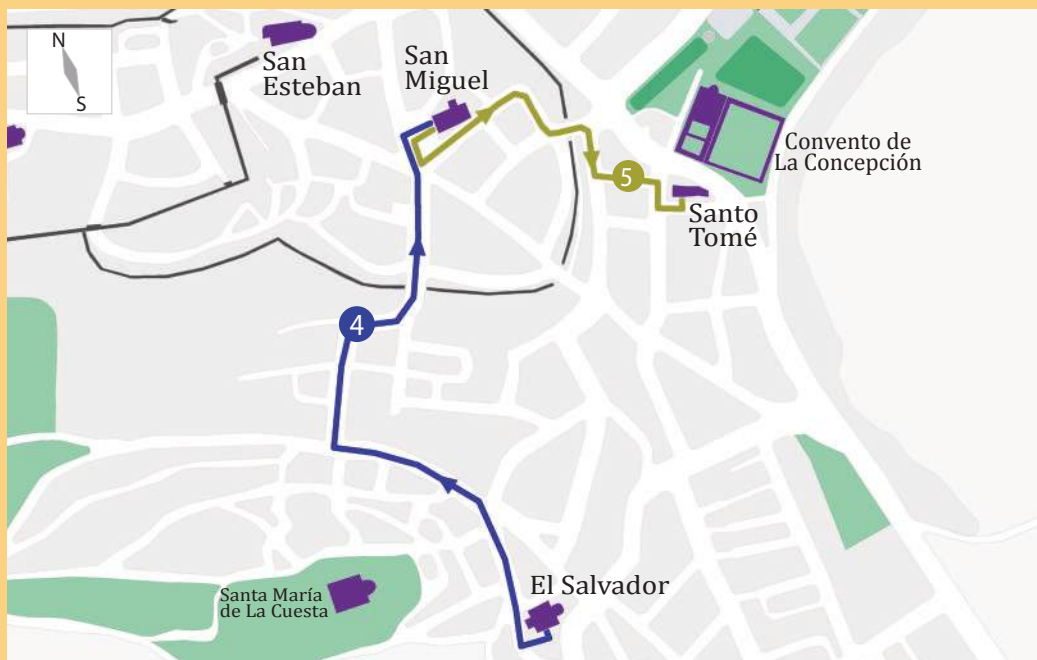 N
S
San
Esteban
San
Miguel
Convento de
La Concepción
5
Santo
Tomé
4
El Salvador
Santa María
de La Cuesta